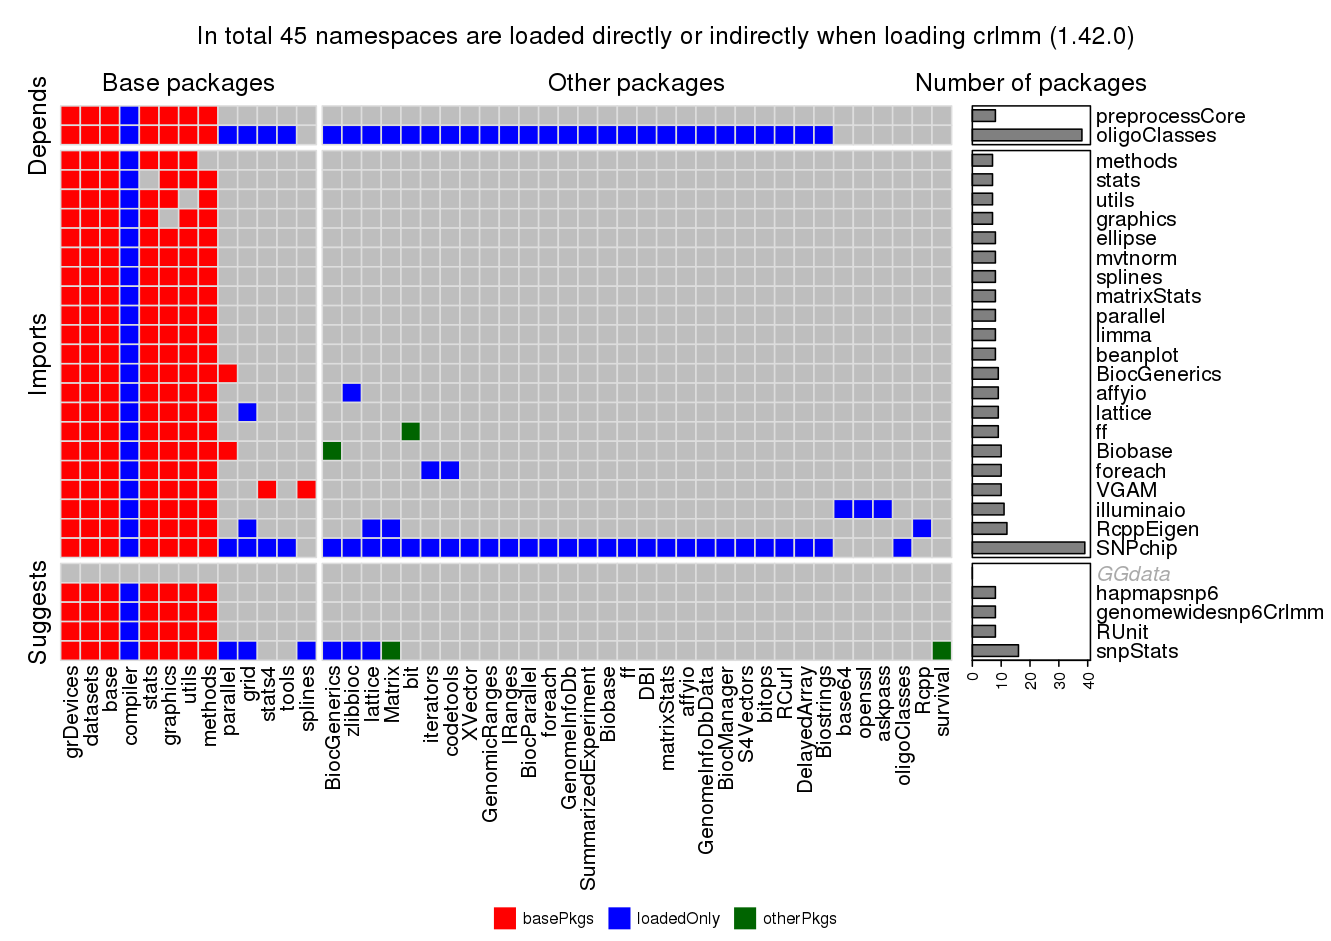 In total 45 namespaces are loaded directly or indirectly when loading crlmm (1.42.0)
Base packages
Other packages
Number of packages
Depends
preprocessCore
oligoClasses
Imports
methods
stats
utils
graphics
ellipse
mvtnorm
splines
matrixStats
parallel
limma
beanplot
BiocGenerics
affyio
lattice
ff
Biobase
foreach
VGAM
illuminaio
RcppEigen
SNPchip
Suggests
GGdata
hapmapsnp6
genomewidesnp6Crlmm
RUnit
snpStats
grDevices
datasets
base
compiler
stats
graphics
utils
methods
parallel
grid
stats4
tools
splines
BiocGenerics
zlibbioc
lattice
Matrix
bit
iterators
codetools
XVector
GenomicRanges
IRanges
BiocParallel
foreach
GenomeInfoDb
SummarizedExperiment
Biobase
ff
DBI
matrixStats
affyio
GenomeInfoDbData
BiocManager
S4Vectors
bitops
RCurl
DelayedArray
Biostrings
base64
openssl
askpass
oligoClasses
Rcpp
survival
0
10
20
30
40
basePkgs
loadedOnly
otherPkgs